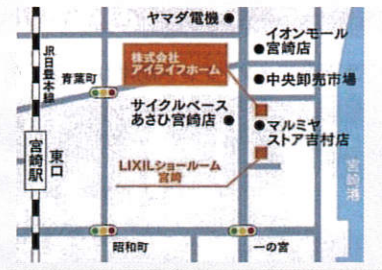 ヤマダ電機
イオンモール
宮崎店
JR日豊本線
青葉町
株式会社
アイライフホーム
中央卸売市場
サイクルベース
あさひ宮崎店
マルミヤ
ストア吉村店
宮崎駅
東口
LIXILショールーム
宮崎
宮崎港
昭和町
一の宮